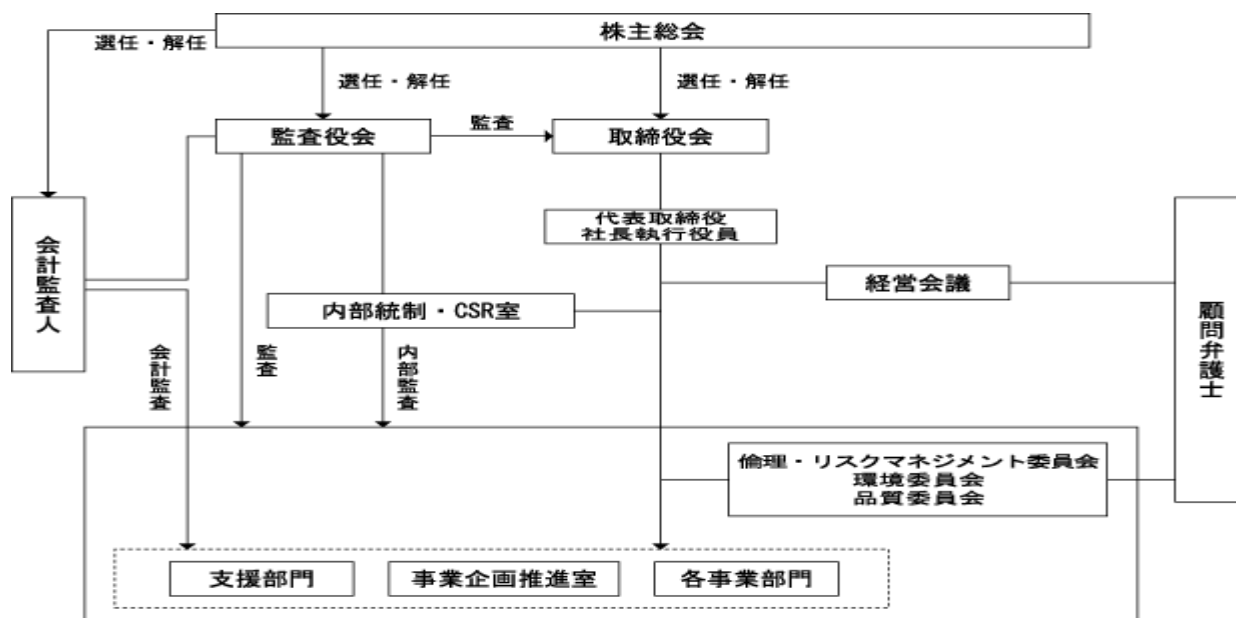 株主総会
選任・解任
選任・解任
選任・解任
監査役会
監査
取締役会
代表取締役
社長執行役員
会計監査人
経営会議
内部統制・CSR室
顧問弁護士
会計監査
監査
内部監査
倫理・リスクマネジメント委員会
環境委員会
品質委員会
支援部門
事業企画推進室
各事業部門